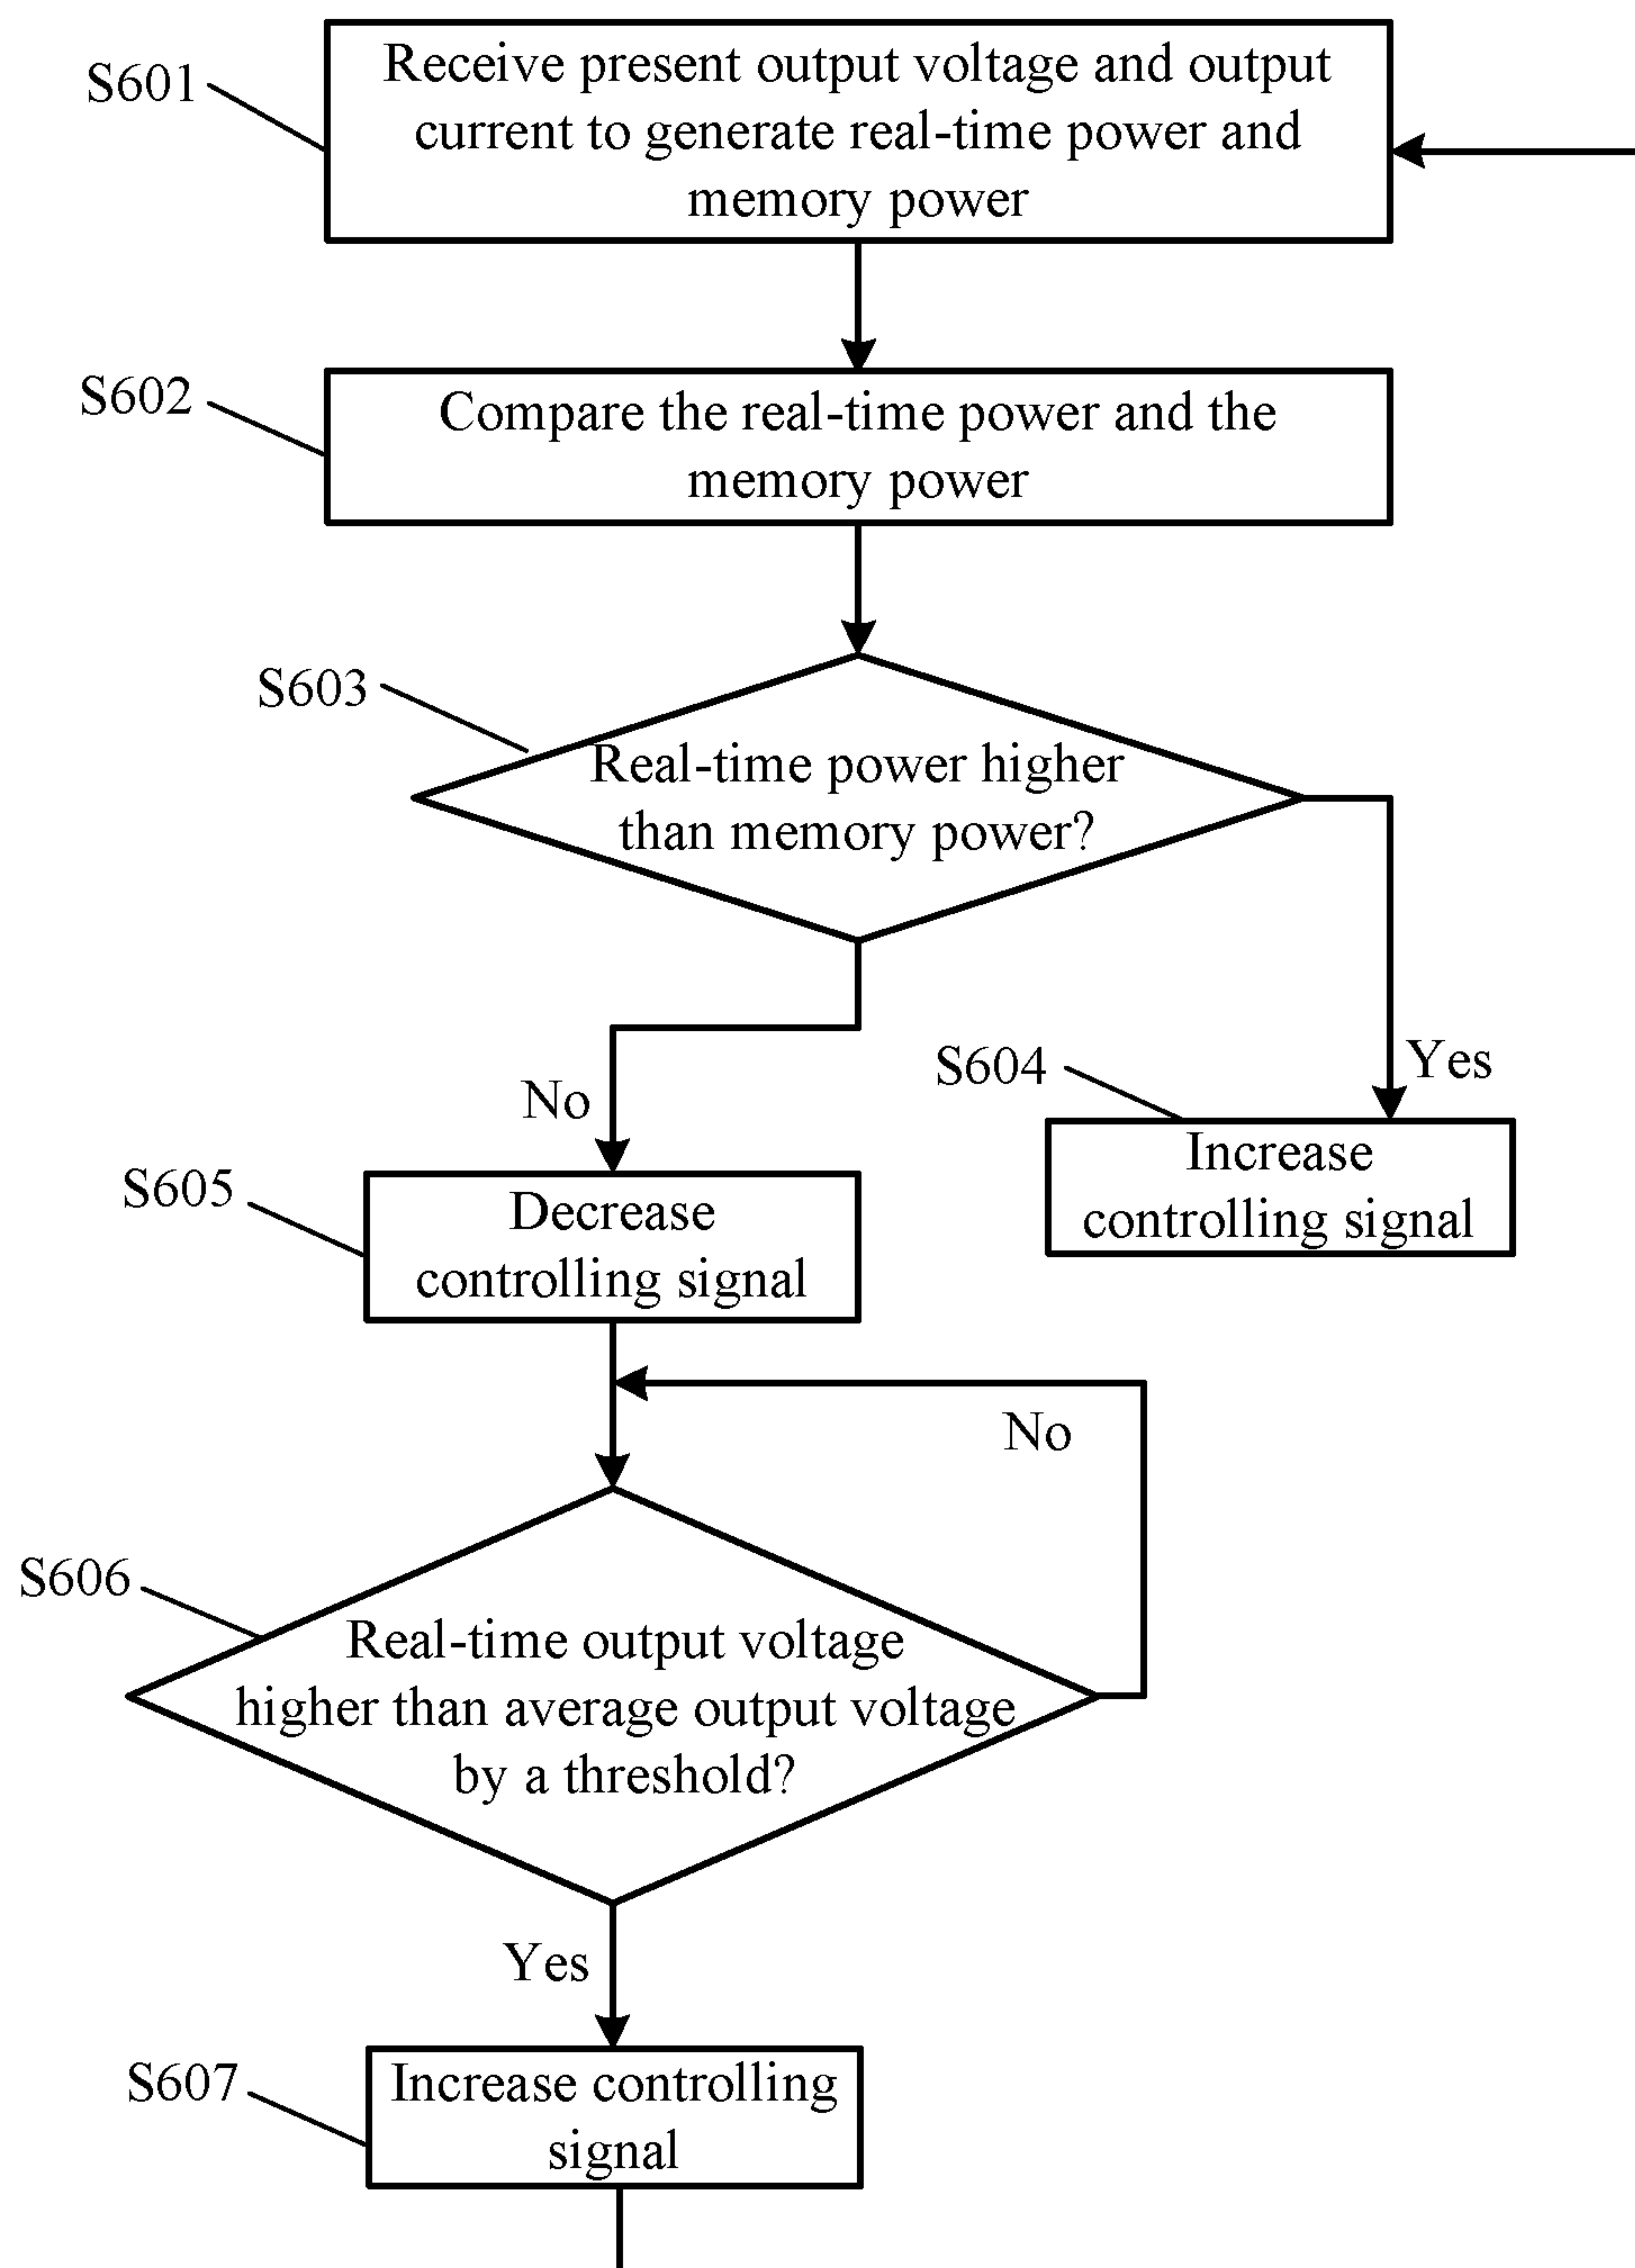 S601
Receive present output voltage and output
current to generate real-time power and
memory power
S602
Compare the real-time power and the
memory power
S603
Real-time power higher
than memory power?
S604
Yes
Increase
controlling signal
No
S605
Decrease
controlling signal
No
S606
Real-time output voltage
higher than average output voltage
by a threshold?
Yes
S607
Increase controlling
signal